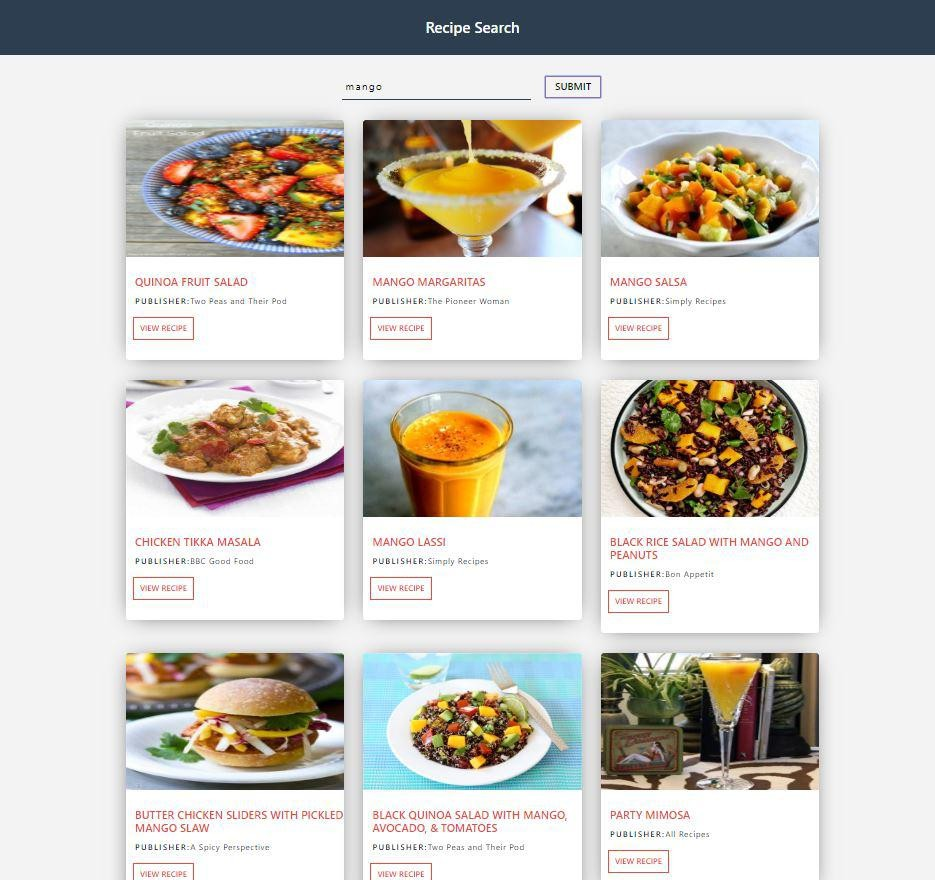 Recipe Search
mango
SUBMIT
Quinoa
Fruit Salad
QUINOA FRUIT SALAD
PUBLISHER:Two Peas and Their Pod
VIEW RECIPE
MANGO MARGARITAS
PUBLISHER:The Pioneer Woman
VIEW RECIPE
MANGO SALSA
PUBLISHER:Simply Recipes
VIEW RECIPE
CHICKEN TIKKA MASALA
PUBLISHER:BBC Good Food
VIEW RECIPE
MANGO LASSI
PUBLISHER:Simply Recipes
VIEW RECIPE
BLACK RICE SALAD WITH MANGO AND
PEANUTS
PUBLISHER:Bon Appetit
VIEW RECIPE
BUTTER CHICKEN SLIDERS WITH PICKLED
MANGO SLAW
PUBLISHER:A Spicy Perspective
VIEW RECIPE
BLACK QUINOA SALAD WITH MANGO,
AVOCADO, & TOMATOES
PUBLISHER:Two Peas and Their Pod
VIEW RECIPE
PARTY MIMOSA
PUBLISHER:All Recipes
VIEW RECIPE